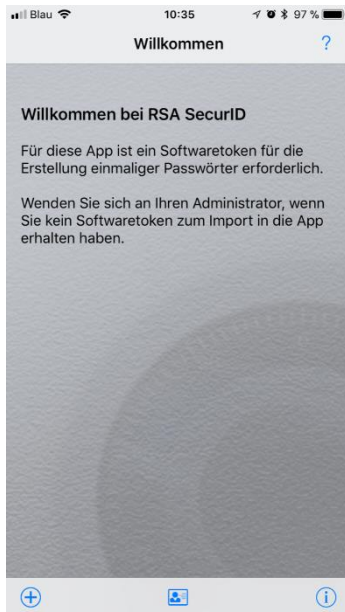 Blau 10:35 97 %
Willkommen ?
Willkommen bei RSA SecurID
Für diese App ist ein Softwaretoken für die
Erstellung einmaliger Passwörter erforderlich.
Wenden Sie sich an Ihren Administrator, wenn
Sie kein Softwaretoken zum Import in die App
erhalten haben.